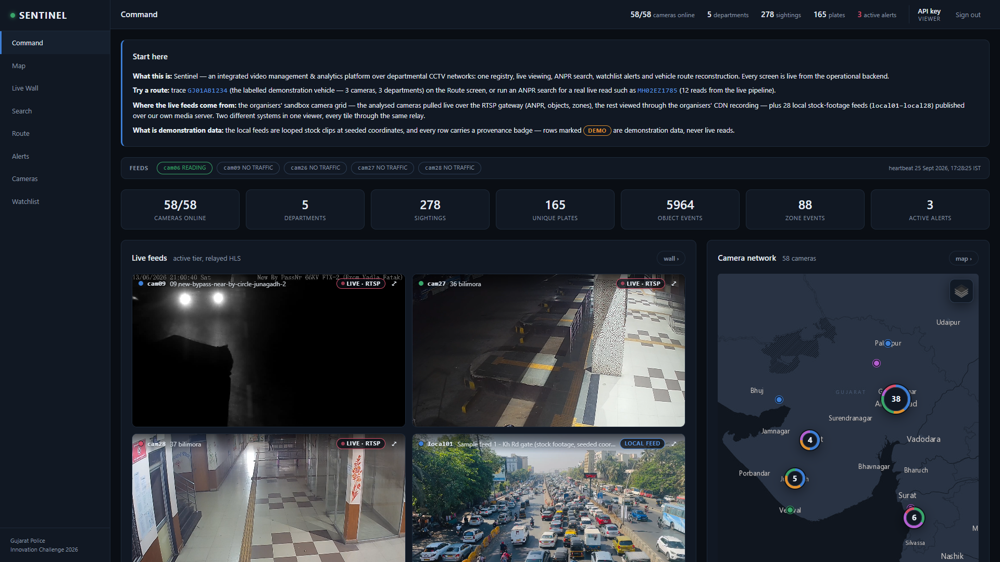 SENTINEL
Command
Map
Live Wall
Search
Route
Alerts
Cameras
Watchlist
Gujarat Police
Innovation Challenge 2026
Command
58/58 cameras online 5 departments 278 sightings 165 plates 3 active alerts
API key
VIEWER
Sign out
Start here
What this is: Sentinel — an integrated video management & analytics platform over departmental CCTV networks: one registry, live viewing, ANPR search, watchlist alerts and vehicle route reconstruction. Every screen is live from the operational backend.
Try a route: trace GJ01AB1234 (the labelled demonstration vehicle — 3 cameras, 3 departments) on the Route screen, or run an ANPR search for a real live read such as MH02EZ1785 (12 reads from the live pipeline).
Where the live feeds come from: the organisers' sandbox camera grid — the analysed cameras pulled live over the RTSP gateway (ANPR, objects, zones), the rest viewed through the organisers' CDN recording — plus 28 local stock-footage feeds (local01–local28) published
over our own media server. Two different systems in one viewer, every tile through the same relay.
What is demonstration data: the local feeds are looped stock clips at seeded coordinates, and every row carries a provenance badge — rows marked DEMO are demonstration data, never live reads.
FEEDS cam06 READING cam09 NO TRAFFIC cam26 NO TRAFFIC cam27 NO TRAFFIC cam28 NO TRAFFIC heartbeat 25 Sept 2026, 17:28:25 IST
58/58
CAMERAS ONLINE
5
DEPARTMENTS
278
SIGHTINGS
165
UNIQUE PLATES
5964
OBJECT EVENTS
88
ZONE EVENTS
3
ACTIVE ALERTS
Live feeds active tier, relayed HLS wall ›
13/06/2026 21:00:40 Sat New By PassNr 66KV FIX-2 (From Vadla Fatak)
cam09 09 new-bypass-near-by-circle-junagadh-2 LIVE · RTSP
cam27 36 bilimora LIVE · RTSP
cam28 37 bilimora LIVE · RTSP
local01 Sample feed 1 - Kh Rd gate (stock footage, seeded coor... LOCAL FEED
Camera network 58 cameras map ›
Udaipur
Bhuj
GUJARAT
38
Surendranagar
Jamnagar
4
Vadodara
Bhavnagar
Bharuch
Porbandar
5
Surat
6
M
Silvassa
Nashik